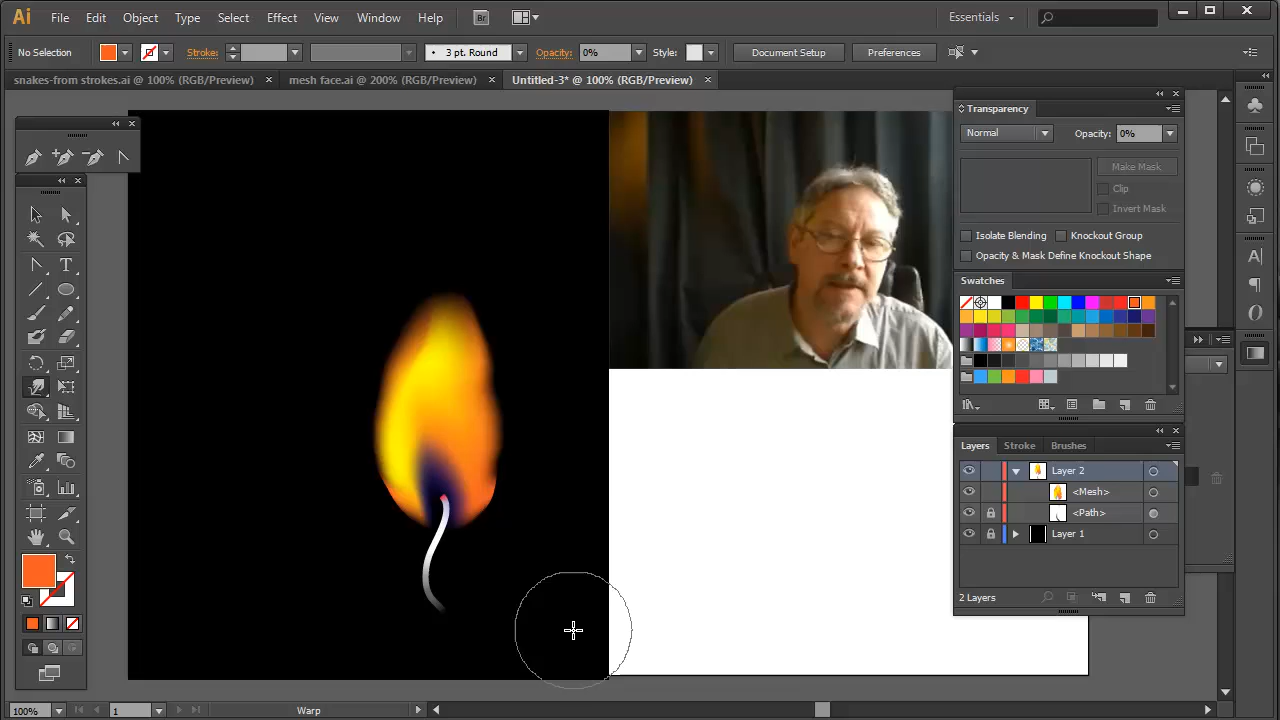 Ai File Edit Object Type Select Effect View Window Help Br Essentials
No Selection Stroke: 3 pt. Round Opacity: 0% Style: Document Setup Preferences
snakes-from strokes.ai @ 100% (RGB/Preview) × mesh face.ai @ 200% (RGB/Preview) × Untitled-3* @ 100% (RGB/Preview) ×
Transparency
Normal Opacity: 0%
Make Mask
Clip
Invert Mask
Isolate Blending Knockout Group
Opacity & Mask Define Knockout Shape
Swatches
Layers Stroke Brushes
Layer 2
<Mesh>
<Path>
Layer 1
2 Layers
100% 1 Warp